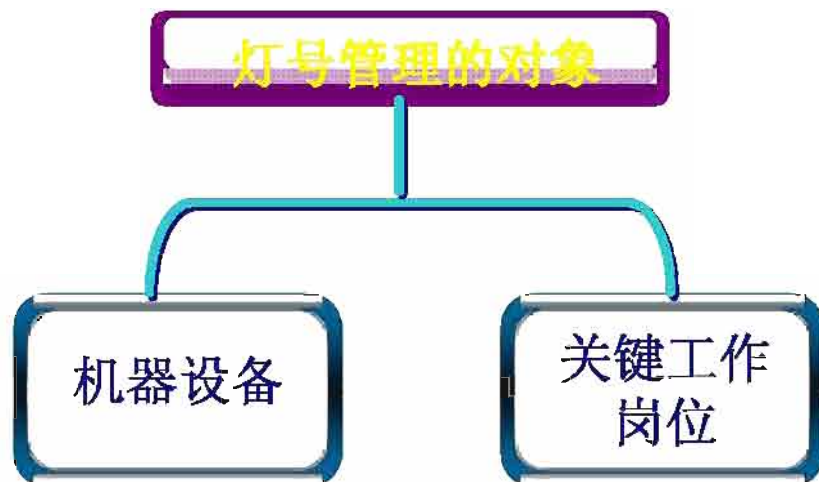 灯号管理的对象
机器设备
关键工作
岗位